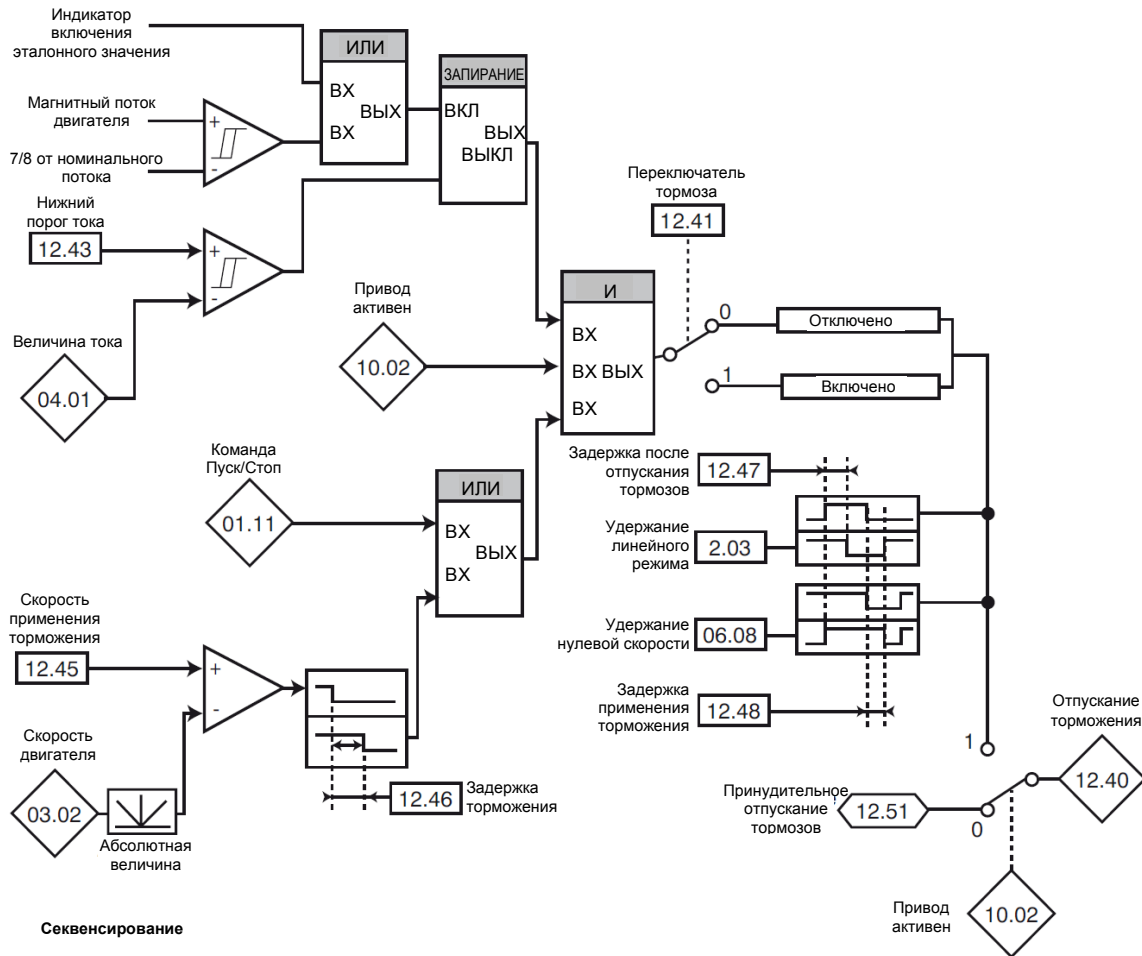 Индикатор
включения
эталонного значения
ИЛИ
ВХ
ВЫХ
ВХ
ЗАПИРАНИЕ
ВКЛ
ВЫХ
ВЫКЛ
Магнитный поток
двигателя
+
-
7/8 от номинального
потока
Нижний
порог тока
12.43
+
-
Величина тока
04.01
Привод
активен
10.02
И
ВХ
ВХ ВЫХ
ВХ
Переключатель
тормоза
12.41
0
Отключено
1
Включено
Команда
Пуск/Стоп
01.11
ИЛИ
ВХ
ВЫХ
ВХ
Задержка после
отпускания
тормозов
12.47
Удержание
линейного
режима
2.03
Удержание
нулевой скорости
06.08
Задержка
применения
торможения
12.48
Скорость
применения
торможения
12.45
+
-
Скорость
двигателя
03.02
Абсолютная
величина
12.46
Задержка
торможения
1
Отпускание
торможения
12.40
Принудительное
отпускание
тормозов
12.51
0
Привод
активен
10.02
Секвенсирование